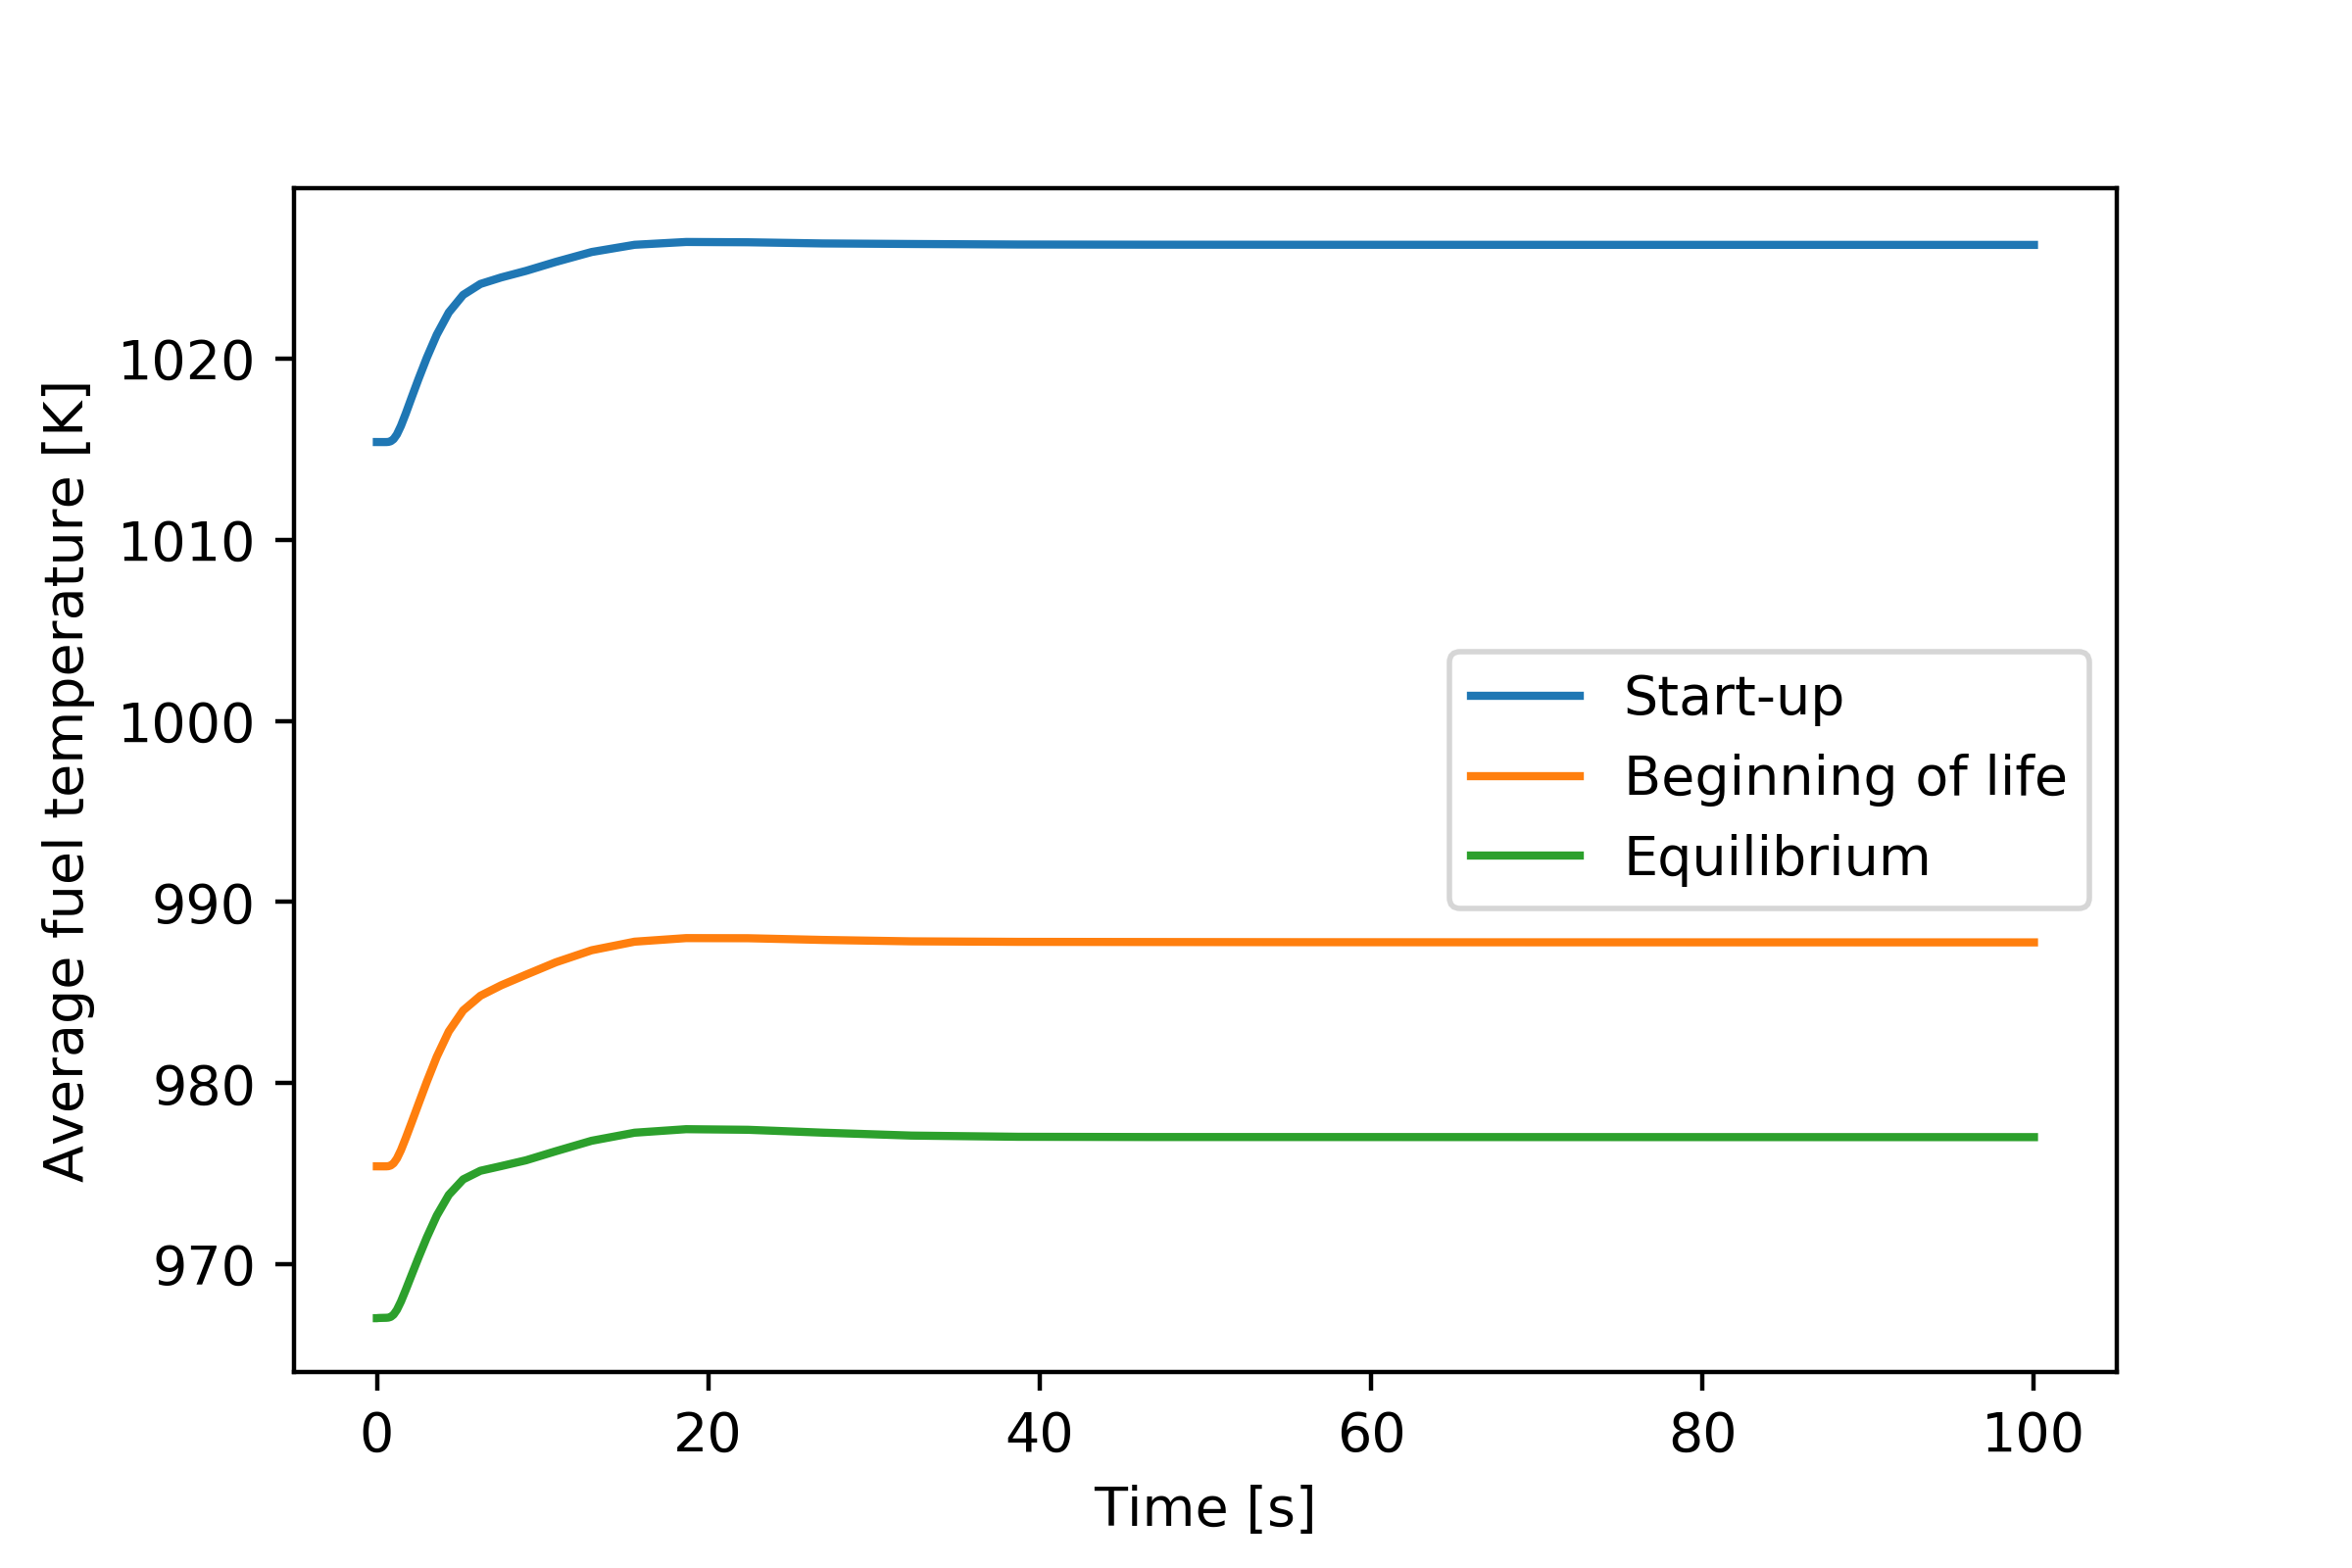 Average fuel temperature [K]
1020
1010
1000
990
980
970
Start-up
Beginning of life
Equilibrium
0 20 40 60 80 100
Time [s]